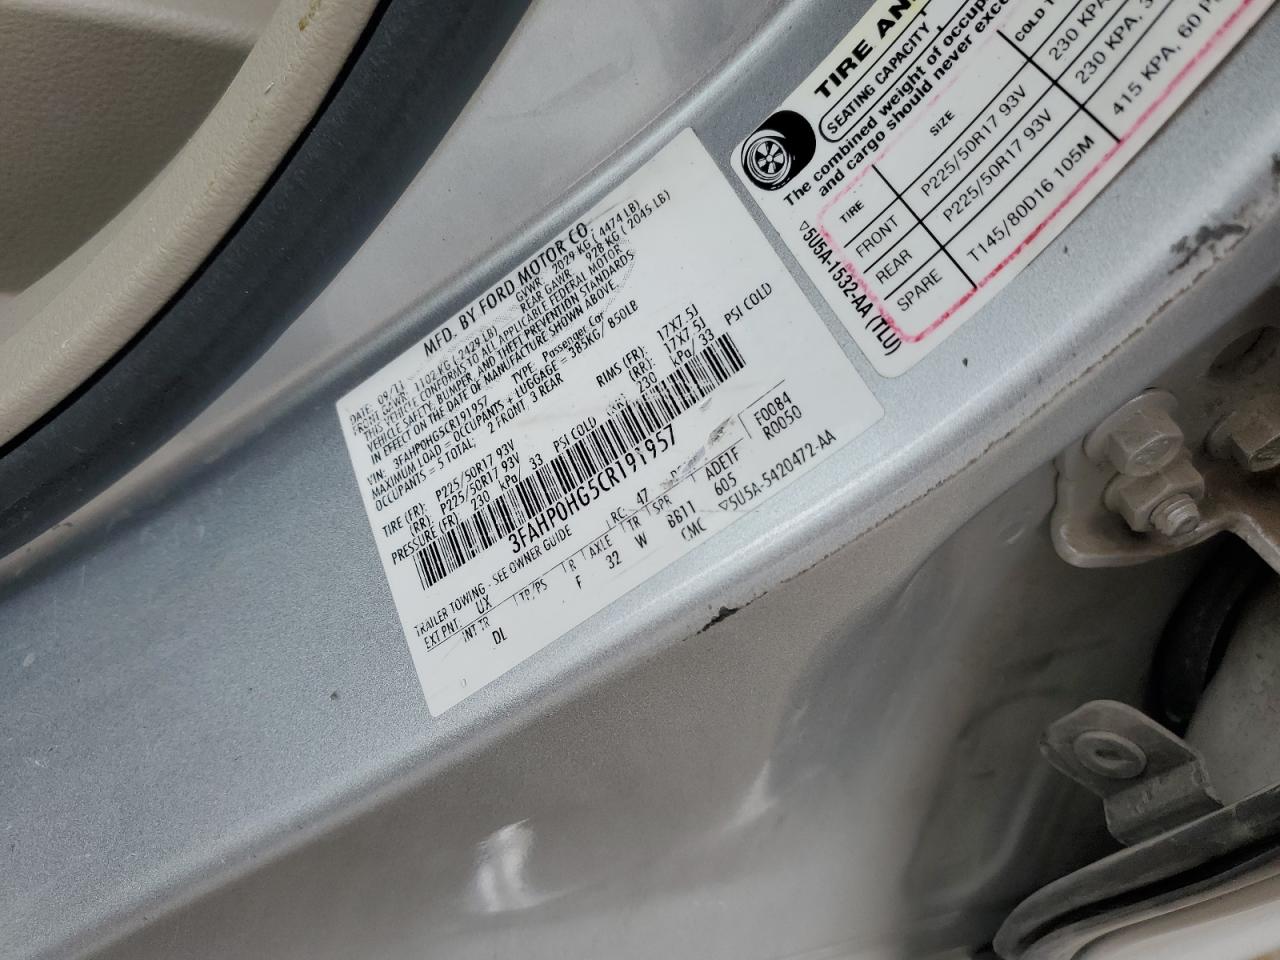 MFD. BY FORD MOTOR CO.
DATE: 09/11 GVWR: 2029 KG ( 4474 LB)
FRONT GAWR: 1102 KG ( 2429 LB) REAR GAWR: 928 KG ( 2045 LB)
THIS VEHICLE CONFORMS TO ALL APPLICABLE FEDERAL MOTOR
VEHICLE SAFETY, BUMPER, AND THEFT PREVENTION STANDARDS
IN EFFECT ON THE DATE OF MANUFACTURE SHOWN ABOVE.
VIN: 3FAHP0HG5CR191957 TYPE: Passenger Car
MAXIMUM LOAD = OCCUPANTS + LUGGAGE = 385KG/ 850LB
OCCUPANTS = 5 TOTAL: 2 FRONT 3 REAR
TIRE (FR): P225/50R17 93V RIMS (FR): 17X7.5J
(RR): P225/50R17 93V (RR): 17X7.5J
PRESSURE (FR) 230 kPa/ 33 PSI COLD 230 kPa/ 33 PSI COLD
3FAHP0HG5CR191957
TRAILER TOWING - SEE OWNER GUIDE RC: 47
EXT PNT: UX F0084
INT TR TP/PS R AXLE TR SPR ADE1F R0050
DL F 32 W BB11 605
CMC ▽5U5A-5420472-AA
TIRE AN
SEATING CAPACITY
The combined weight of occup
and cargo should never exce
TIRE SIZE COLD T
FRONT P225/50R17 93V 230 KPA
REAR P225/50R17 93V 230 KPA, 3
SPARE T145/80D16 105M 415 KPA, 60 P
▽5U5A-1532-AA (TLU)